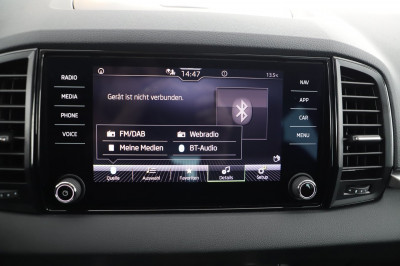 14:47
13.5°C
RADIO
MEDIA
PHONE
VOICE
Gerät ist nicht verbunden.
FM/DAB
Webradio
Meine Medien
BT-Audio
Quelle
Auswahl
Favoriten
Details
Setup
NAV
APP
CAR
MENU